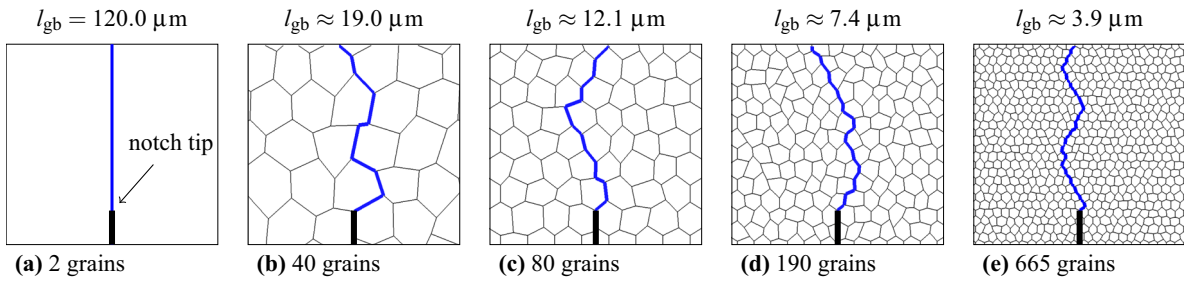 l_gb = 120.0 μm
l_gb ≈ 19.0 μm
l_gb ≈ 12.1 μm
l_gb ≈ 7.4 μm
l_gb ≈ 3.9 μm
notch tip
(a) 2 grains
(b) 40 grains
(c) 80 grains
(d) 190 grains
(e) 665 grains